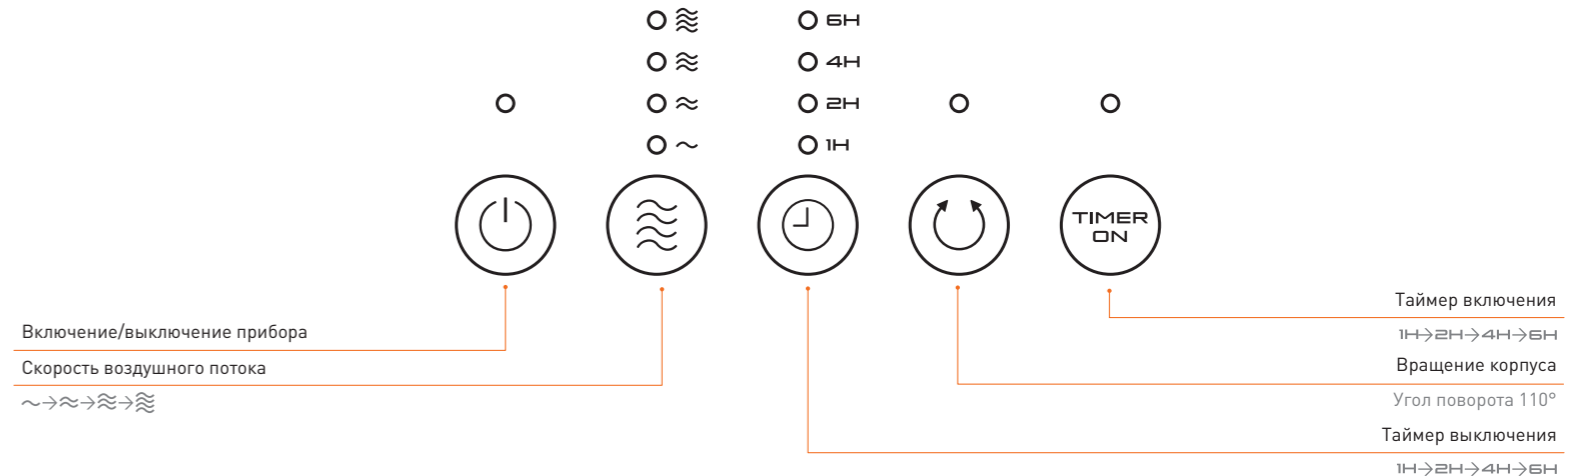 6H
4H
2H
1H
TIMER
ON
Включение/выключение прибора
Скорость воздушного потока
Таймер включения
1H→2H→4H→6H
Вращение корпуса
Угол поворота 110°
Таймер выключения
1H→2H→4H→6H